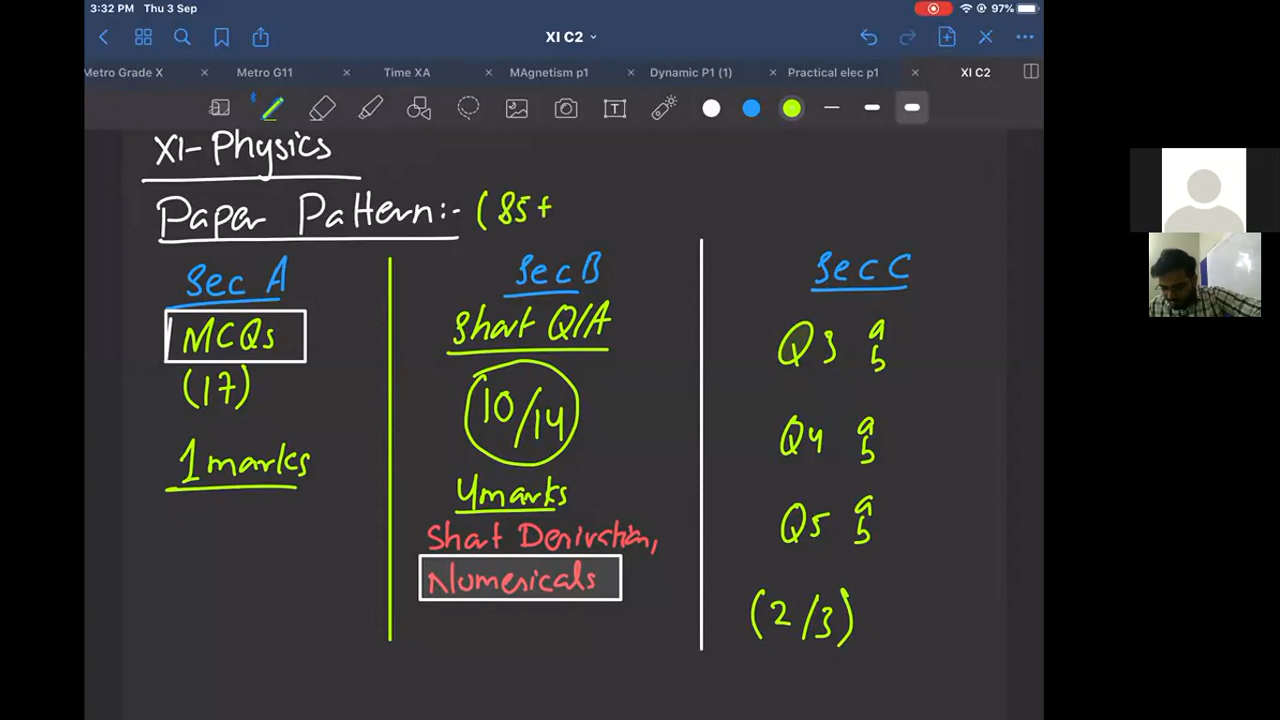 3:32 PM Thu 3 Sep
97%
XI C2
Metro Grade X
Metro G11
Time XA
MAgnetism p1
Dynamic P1 (1)
Practical elec p1
XI C2
XI-Physics
Paper Pattern:- (85+
Sec A
MCQs
(17)
1 marks
Sec B
Short Q/A
10/14
4 marks
Short Derivation,
Numericals
Sec C
Q3 a
b
Q4 a
b
Q5 a
b
(2/3)